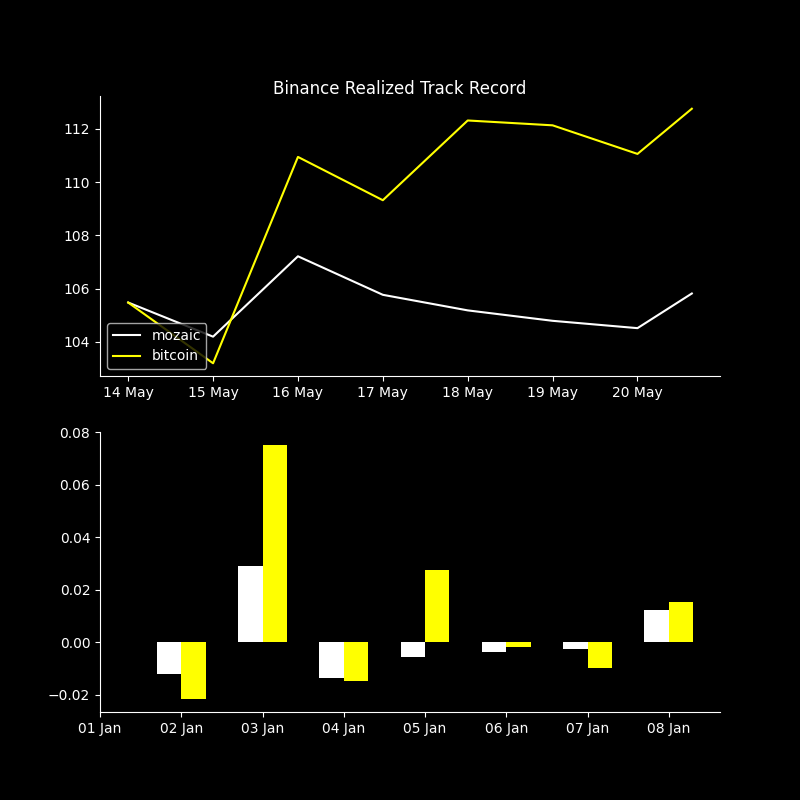 Binance Realized Track Record
112
110
108
106
104
mozaic
bitcoin
14 May 15 May 16 May 17 May 18 May 19 May 20 May
0.08
0.06
0.04
0.02
0.00
−0.02
01 Jan 02 Jan 03 Jan 04 Jan 05 Jan 06 Jan 07 Jan 08 Jan